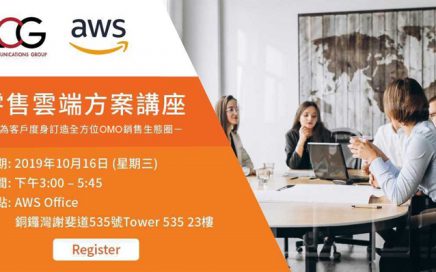 CG aws
MUNICATIONS GROUP
售雲端方案講座
為客戶度身訂造全方位OMO銷售生態圈－
期: 2019年10月16日 (星期三)
間: 下午3:00 – 5:45
點: AWS Office
銅鑼灣謝斐道535號Tower 535 23樓
Register